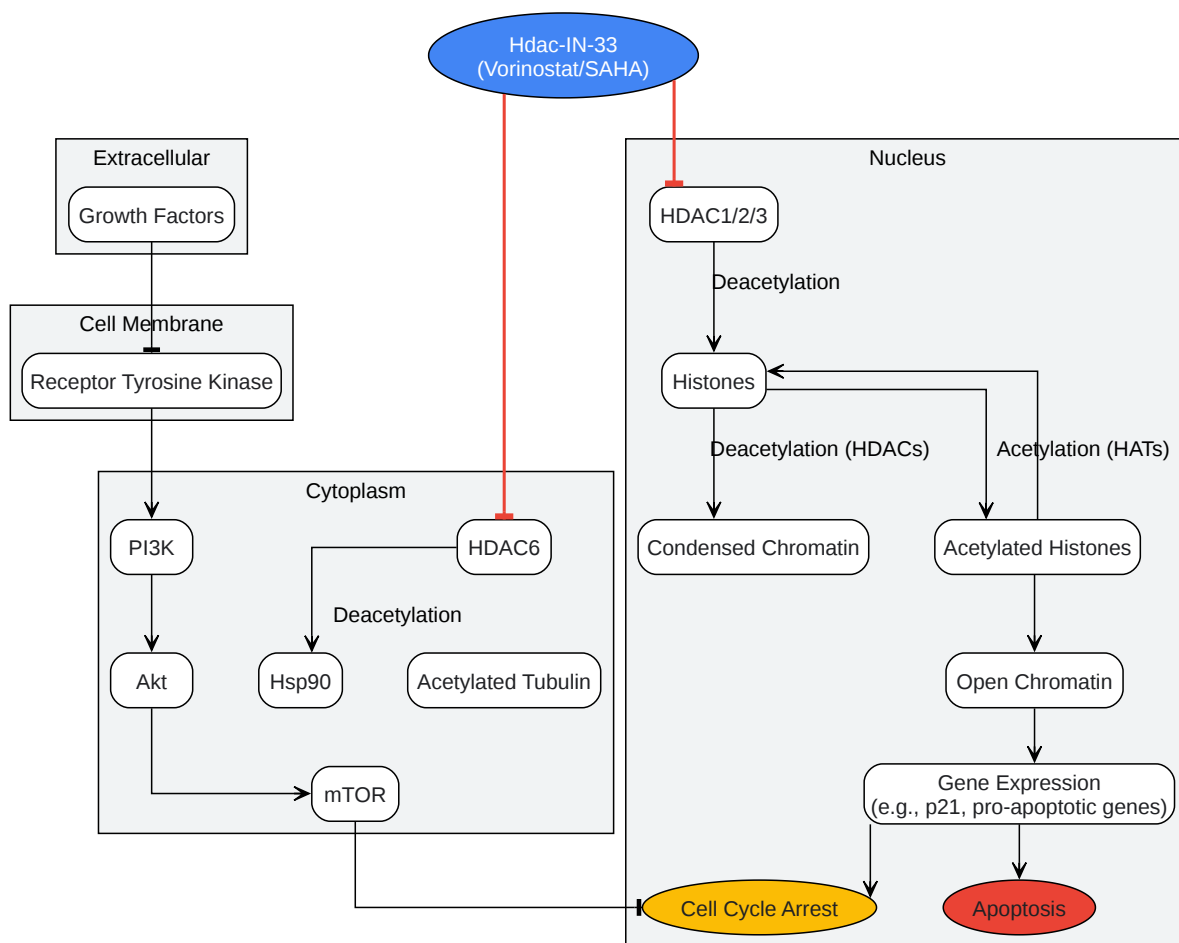 Hdac-IN-33
(Vorinostat/SAHA)
Extracellular
Growth Factors
Cell Membrane
Receptor Tyrosine Kinase
Cytoplasm
PI3K
HDAC6
Deacetylation
Akt
Hsp90
Acetylated Tubulin
mTOR
Nucleus
HDAC1/2/3
Deacetylation
Histones
Deacetylation (HDACs)
Acetylation (HATs)
Condensed Chromatin
Acetylated Histones
Open Chromatin
Gene Expression
(e.g., p21, pro-apoptotic genes)
Cell Cycle Arrest
Apoptosis